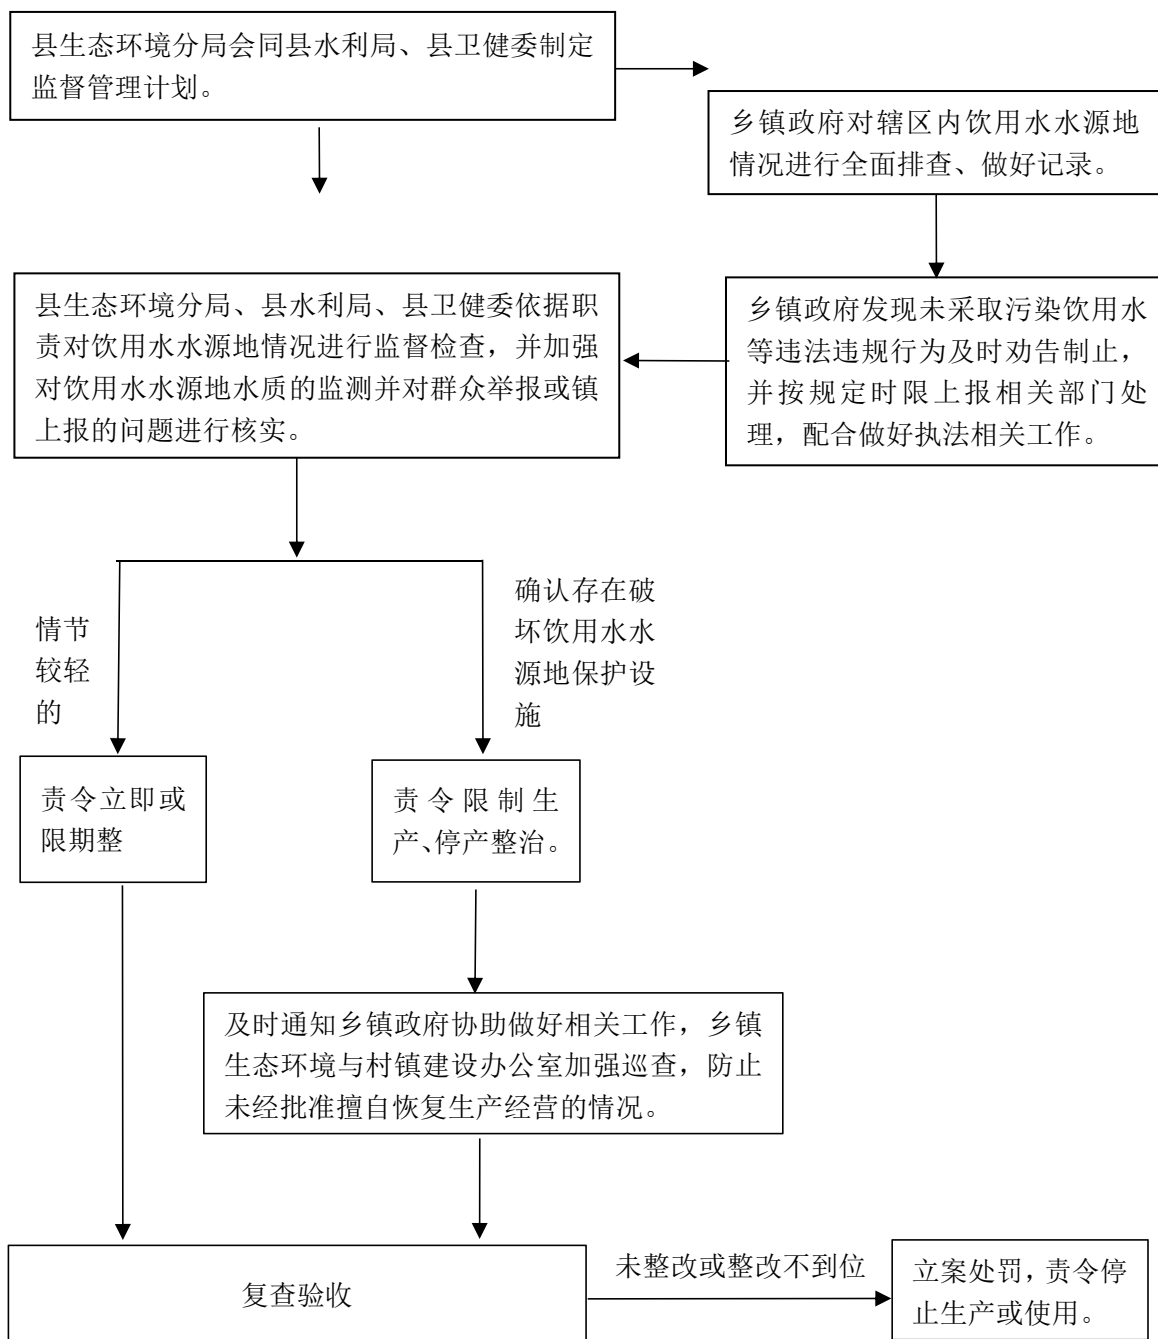 县生态环境分局会同县水利局、县卫健委制定
监督管理计划。
乡镇政府对辖区内饮用水水源地
情况进行全面排查、做好记录。
乡镇政府发现未采取污染饮用水
等违法违规行为及时劝告制止，
并按规定时限上报相关部门处
理，配合做好执法相关工作。
县生态环境分局、县水利局、县卫健委依据职
责对饮用水水源地情况进行监督检查，并加强
对饮用水水源地水质的监测并对群众举报或镇
上报的问题进行核实。
情节
较轻
的
确认存在破
坏饮用水水
源地保护设
施
责令立即或
限期整
责令限制生
产、停产整治。
及时通知乡镇政府协助做好相关工作，乡镇
生态环境与村镇建设办公室加强巡查，防止
未经批准擅自恢复生产经营的情况。
复查验收
未整改或整改不到位
立案处罚，责令停
止生产或使用。